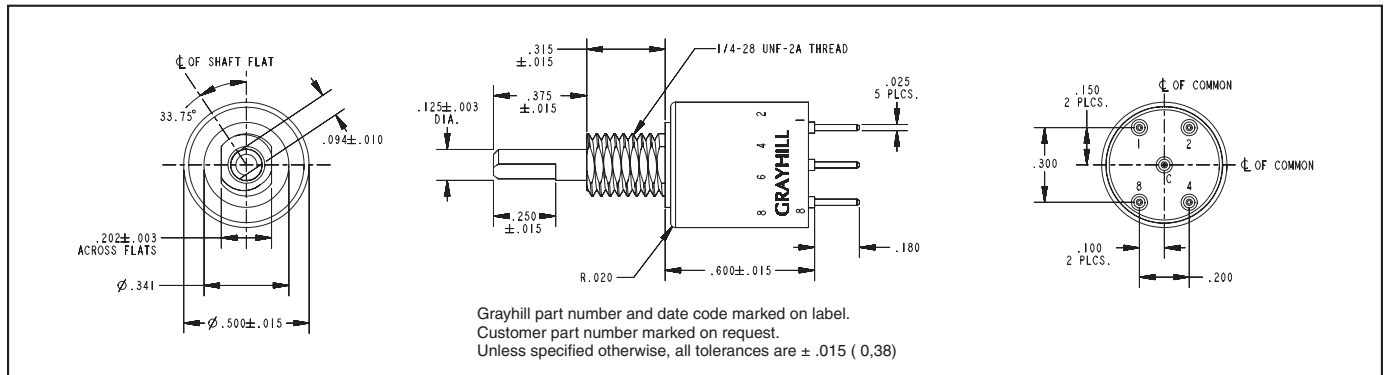 ℄ OF SHAFT FLAT
33.75°
.094±.010
.202±.003
ACROSS FLATS
Ø.341
Ø.500±.015
.315
±.015
1/4-28 UNF-2A THREAD
.375
±.015
.125±.003
DIA.
.250
±.015
R.020
.600±.015
.180
.025
5 PLCS.
2
4
6
8
GRAYHILL
1
8
℄ OF COMMON
.150
2 PLCS.
℄ OF COMMON
.300
1
2
C
8
4
.100
2 PLCS.
.200
Grayhill part number and date code marked on label.
Customer part number marked on request.
Unless specified otherwise, all tolerances are ± .015 ( 0,38)